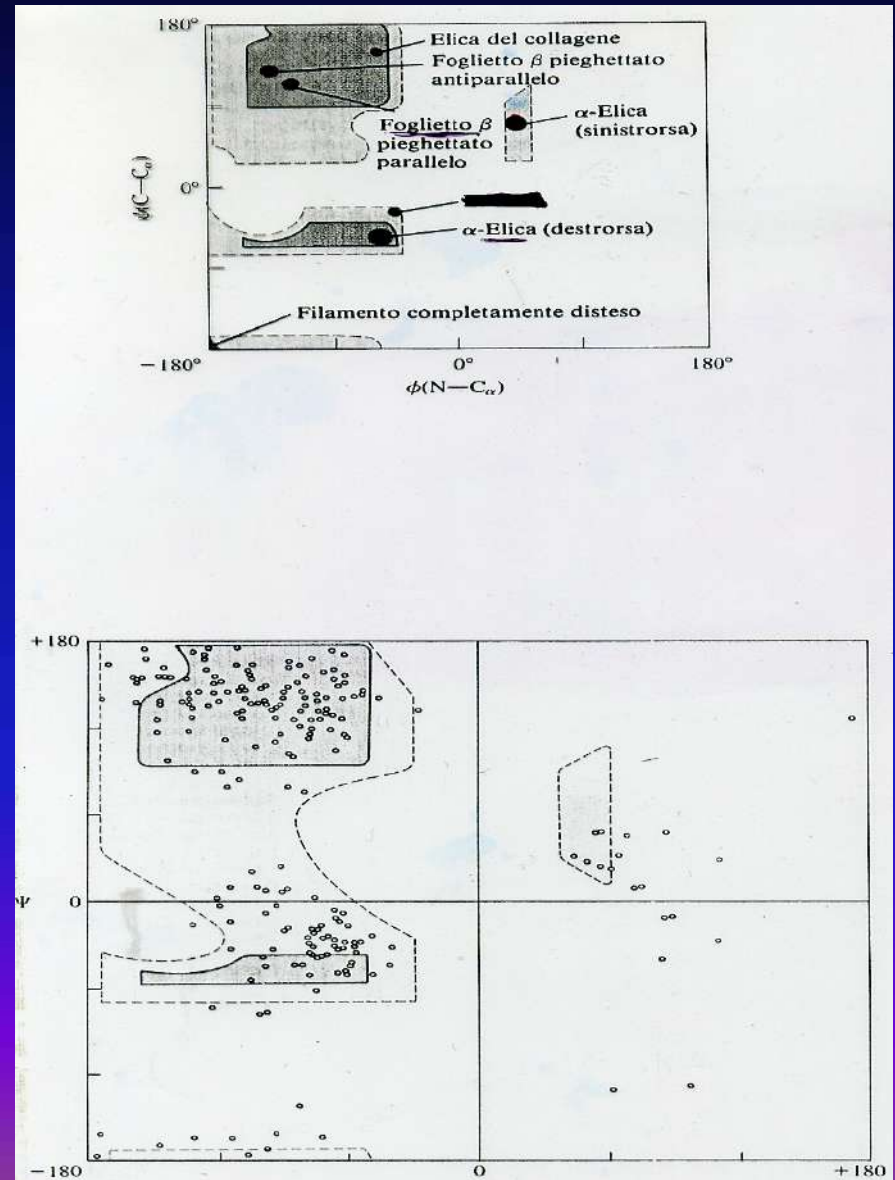 180°
Elica del collagene
Foglietto β pieghettato
antiparallelo
α-Elica
(sinistrorsa)
Foglietto β
pieghettato
parallelo
ϕ(C—Cα)
0°
α-Elica (destrorsa)
Filamento completamente disteso
−180°
0°
180°
ϕ(N—Cα)
+180
0
ψ
−180
0
+180